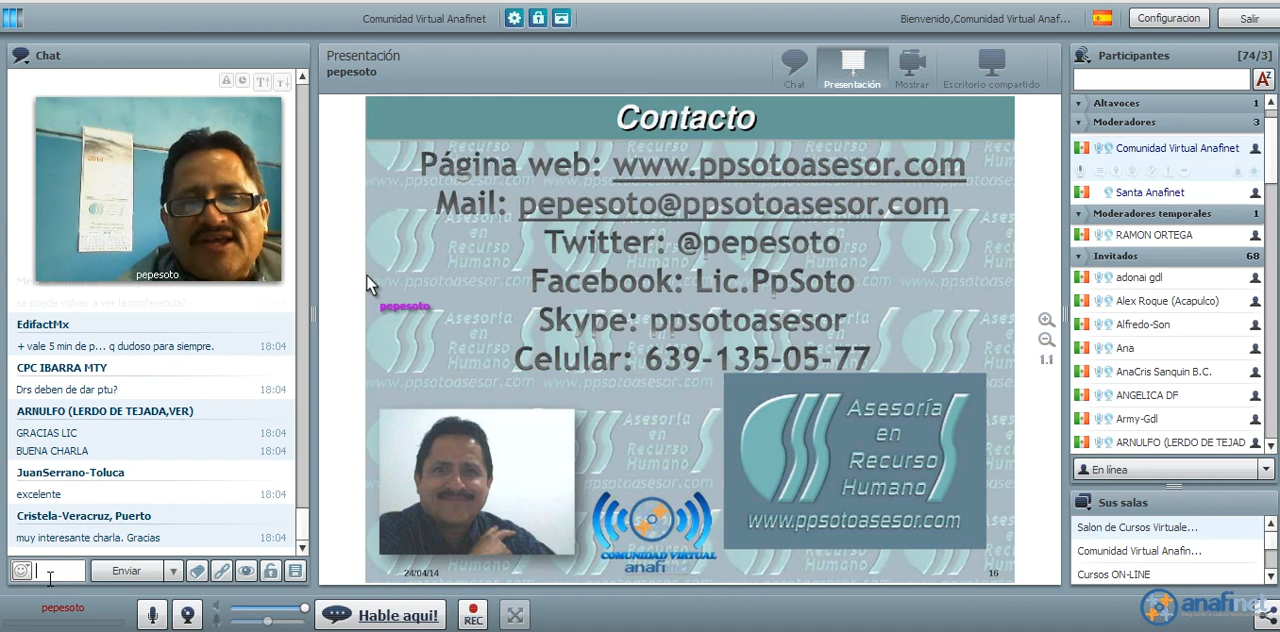 Comunidad Virtual Anafinet
Bienvenido,Comunidad Virtual Anaf...
Configuracion
Salir
Chat
2014
pepesoto
se puede volver a ver la conferencia?
EdifactMx
+ vale 5 min de p... q dudoso para siempre.
18:04
CPC IBARRA MTY
Drs deben de dar ptu?
18:04
ARNULFO (LERDO DE TEJADA,VER)
GRACIAS LIC
18:04
BUENA CHARLA
18:04
JuanSerrano-Toluca
excelente
18:04
Cristela-Veracruz, Puerto
muy interesante charla. Gracias
18:04
Enviar
Presentación
pepesoto
Chat
Presentación
Mostrar
Escritorio compartido
Contacto
Página web: www.ppsotoasesor.com
Mail: pepesoto@ppsotoasesor.com
Twitter: @pepesoto
Facebook: Lic.PpSoto
Skype: ppsotoasesor
Celular: 639-135-05-77
pepesoto
Asesoría
en
Recurso
Humano
www.ppsotoasesor.com
COMUNIDAD VIRTUAL
anafinet
24/04/14
16
1.1
Participantes
[74/3]
Altavoces 1
Moderadores 3
Comunidad Virtual Anafinet
Santa Anafinet
Moderadores temporales 1
RAMON ORTEGA
Invitados 68
adonai gdl
Alex Roque (Acapulco)
Alfredo-Son
Ana
AnaCris Sanquin B.C.
ANGELICA DF
Army-Gdl
ARNULFO (LERDO DE TEJAD
En línea
Sus salas
Salon de Cursos Virtuale...
Comunidad Virtual Anafin...
Cursos ON-LINE
pepesoto
Hable aqui!
REC
anafinet